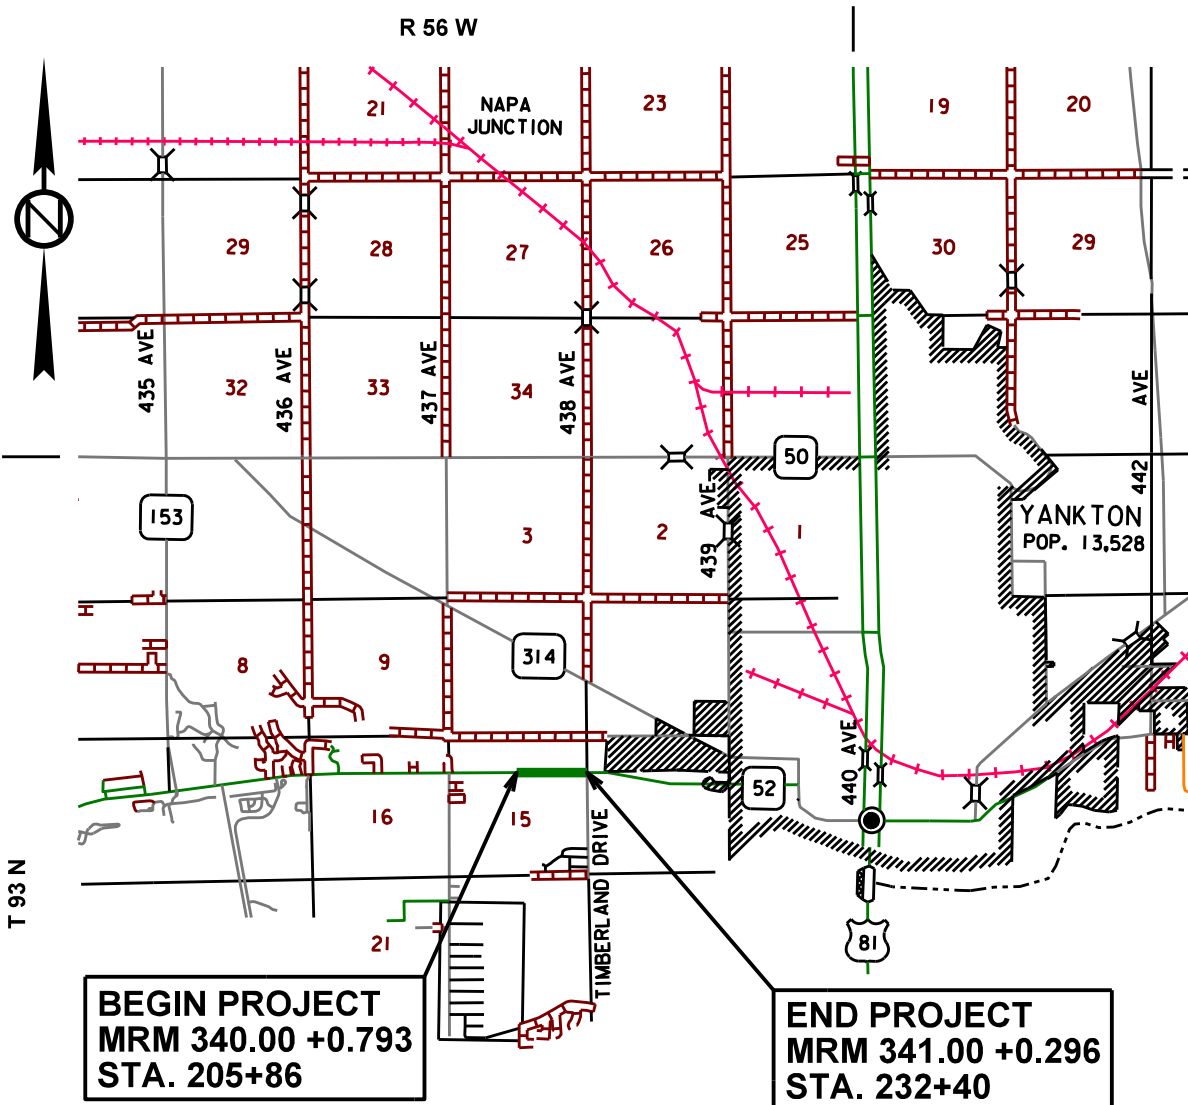 R 56 W
21
NAPA
JUNCTION
23
19
20
N
29
28
27
26
25
30
29
435 AVE
32
436 AVE
33
437 AVE
34
438 AVE
50
442 AVE
153
3
2
439 AVE
1
YANKTON
POP. 13,528
8
9
314
440 AVE
52
16
15
TIMBERLAND DRIVE
T 93 N
21
81
BEGIN PROJECT
MRM 340.00 +0.793
STA. 205+86
END PROJECT
MRM 341.00 +0.296
STA. 232+40